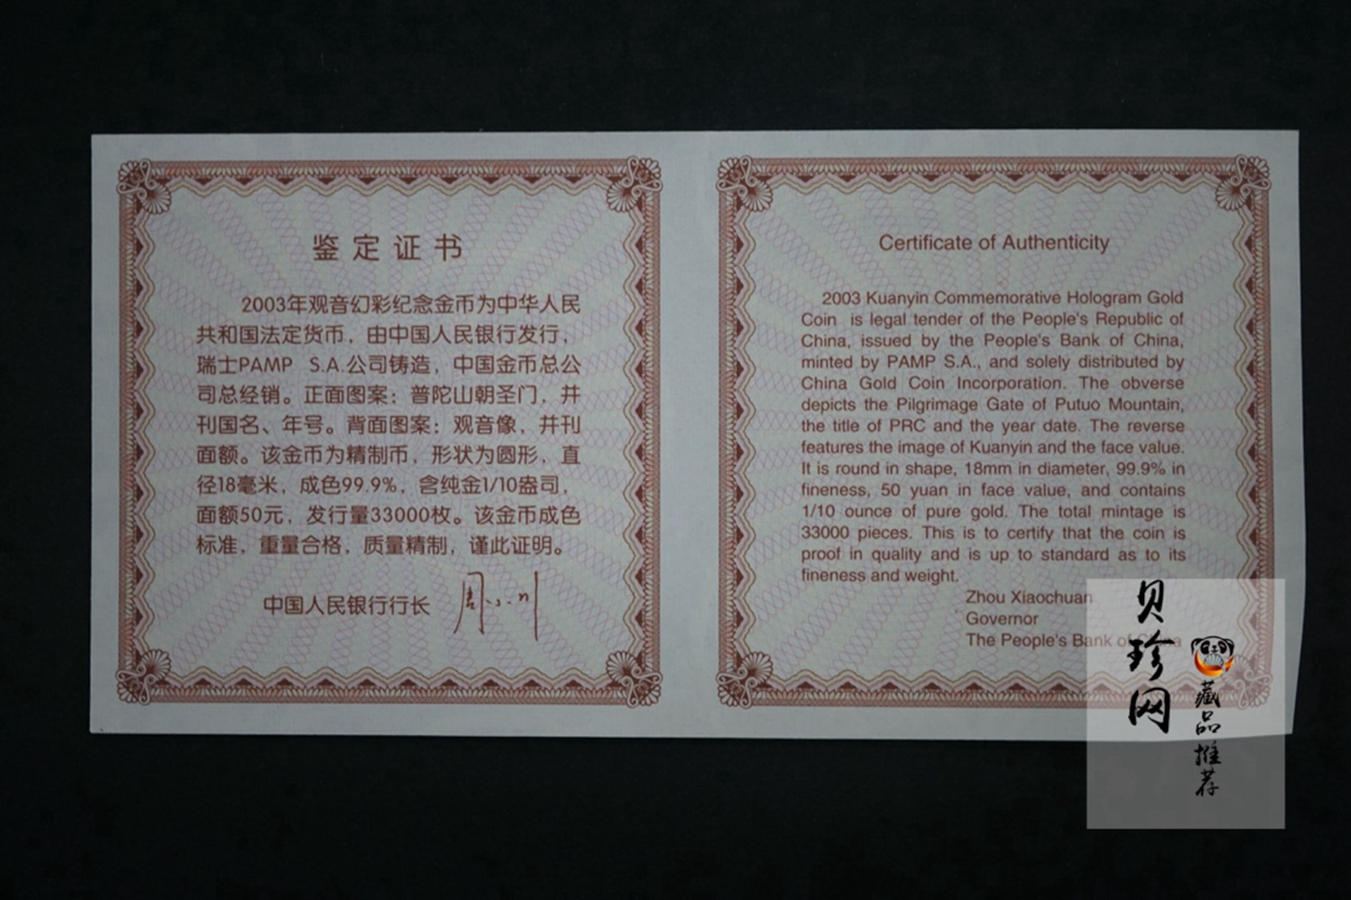 鉴定证书
2003年观音幻彩纪念金币为中华人民
共和国法定货币，由中国人民银行发行，
瑞士PAMP S.A.公司铸造，中国金币总公
司总经销。正面图案：普陀山朝圣门，并
刊国名、年号。背面图案：观音像，并刊
面额。该金币为精制币，形状为圆形，直
径18毫米，成色99.9%，含纯金1/10盎司，
面额50元，发行量33000枚。该金币成色
标准，重量合格，质量精制，谨此证明。
中国人民银行行长 周小川
Certificate of Authenticity
2003 Kuanyin Commemorative Hologram Gold
Coin is legal tender of the People's Republic of
China, issued by the People's Bank of China,
minted by PAMP S.A., and solely distributed by
China Gold Coin Incorporation. The obverse
depicts the Pilgrimage Gate of Putuo Mountain,
the title of PRC and the year date. The reverse
features the image of Kuanyin and the face value.
It is round in shape, 18mm in diameter, 99.9% in
fineness, 50 yuan in face value, and contains
1/10 ounce of pure gold. The total mintage is
33000 pieces. This is to certify that the coin is
proof in quality and is up to standard as to its
fineness and weight.
Zhou Xiaochuan
Governor
The People's Bank of China
贝珍网
藏品推荐